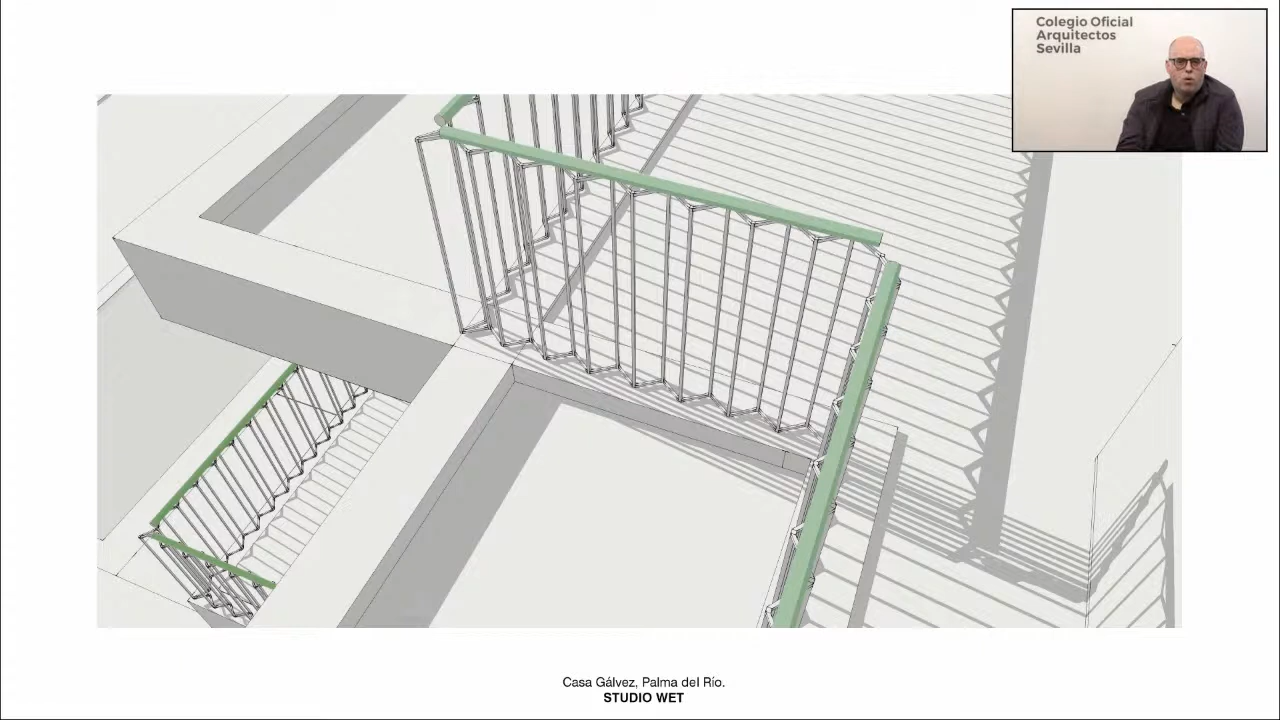 Colegio Oficial
Arquitectos
Sevilla
Casa Gálvez, Palma del Río.
STUDIO WET